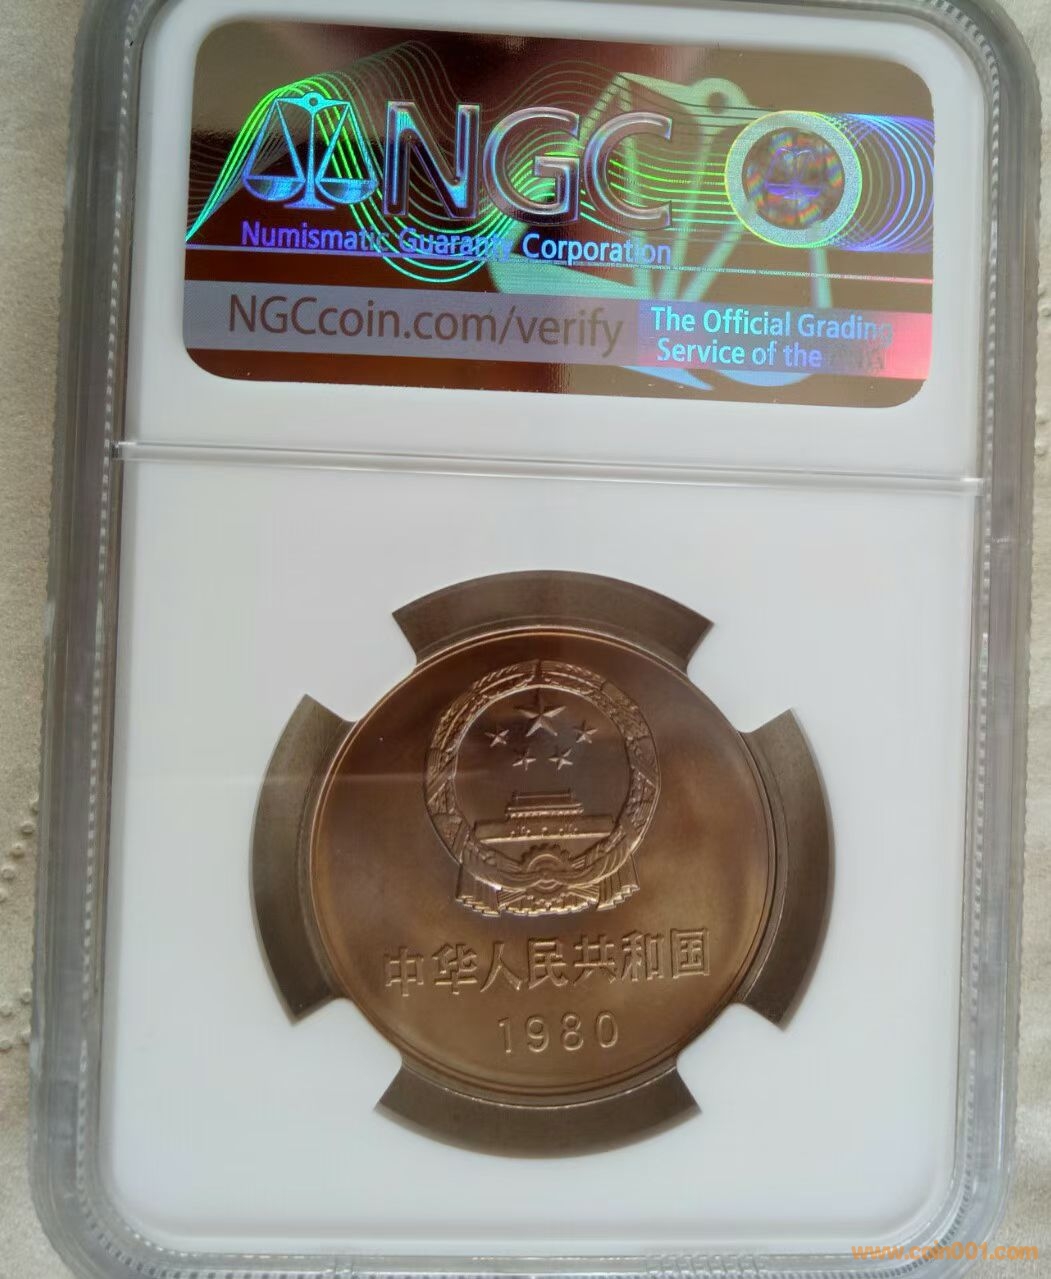 NGC
Numismatic Guaranty Corporation
NGCcoin.com/verify
The Official Grading
Service of the
中华人民共和国
1980
www.coin001.com